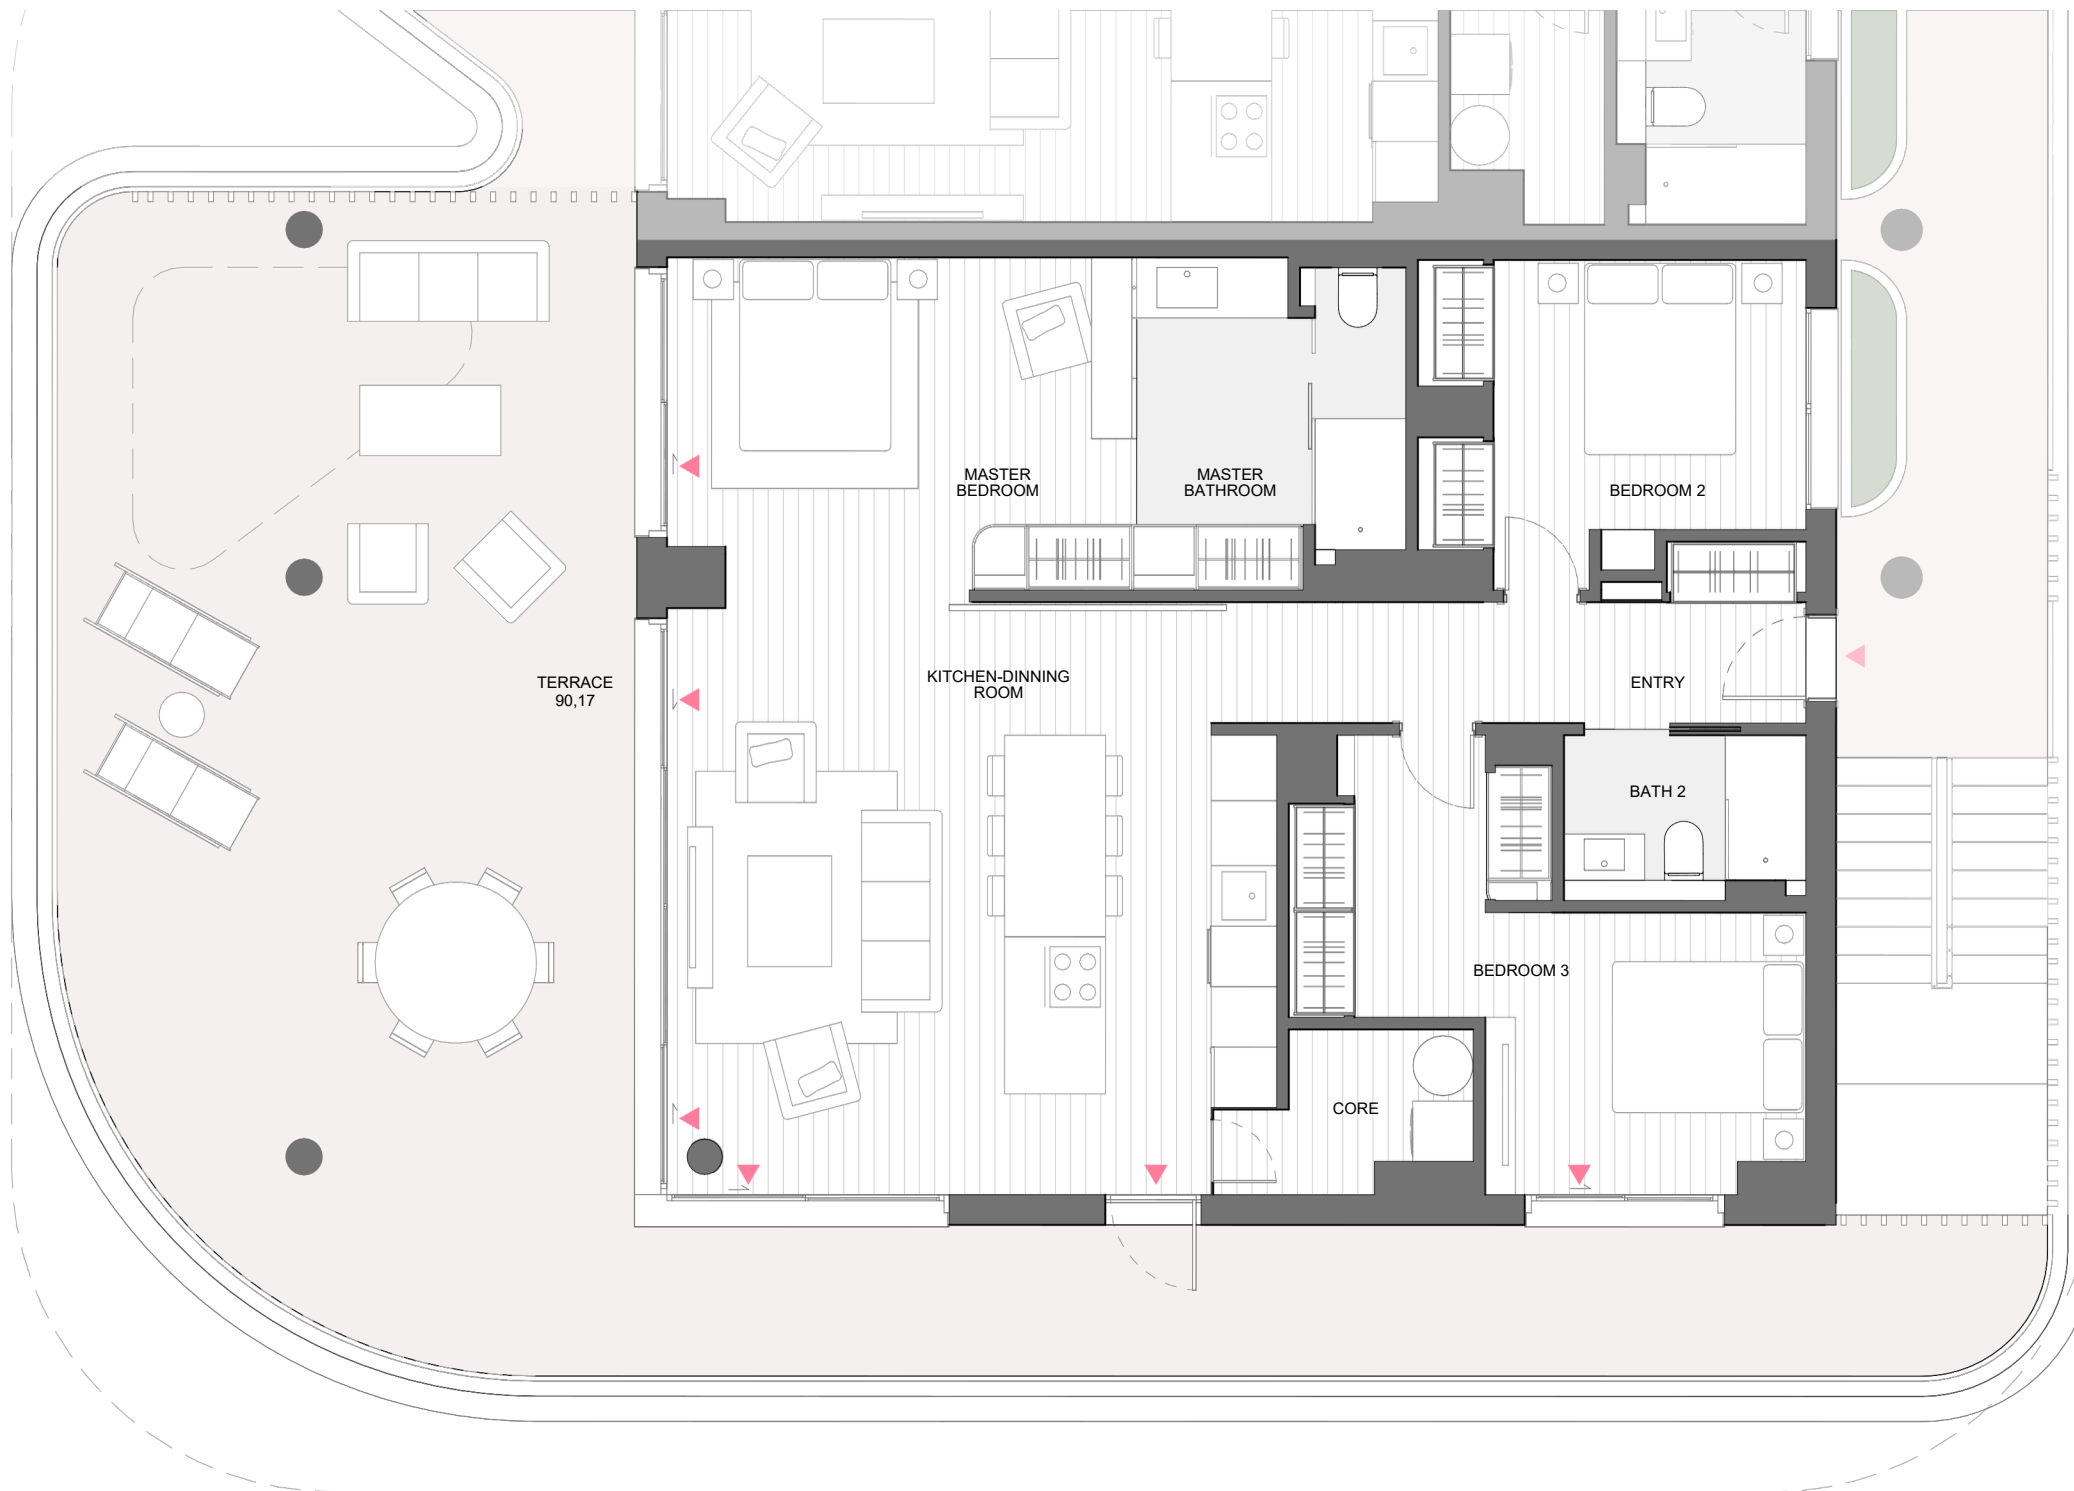 MASTER
BEDROOM
MASTER
BATHROOM
BEDROOM 2
TERRACE
90,17
KITCHEN-DINNING
ROOM
ENTRY
BATH 2
BEDROOM 3
CORE